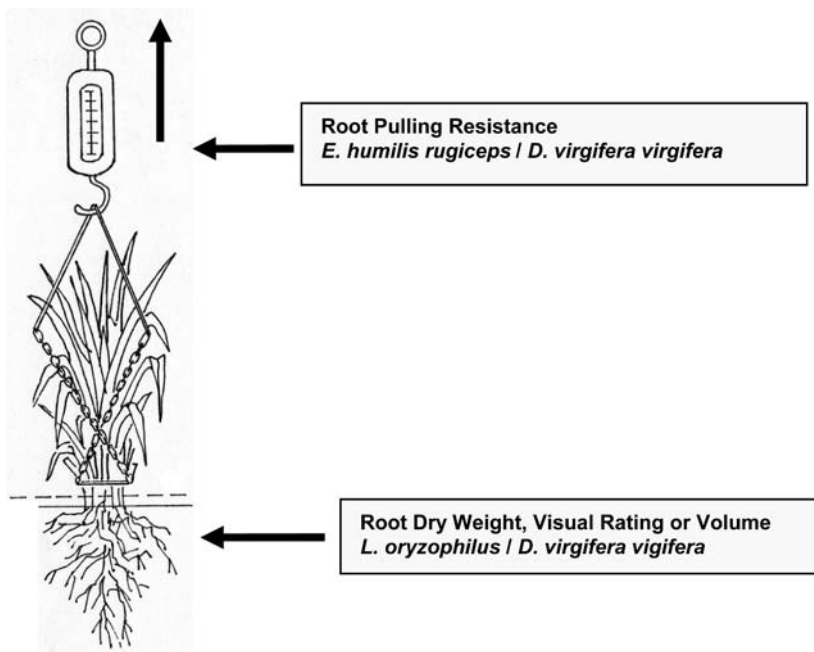 Root Pulling Resistance
E. humilis rugiceps / D. virgifera virgifera
Root Dry Weight, Visual Rating or Volume
L. oryzophilus / D. virgifera vigifera